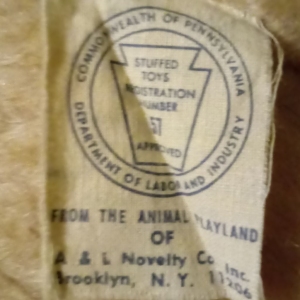 COMMONWEALTH OF PENNSYLVANIA
STUFFED
TOYS
REGISTRATION
NUMBER
51
APPROVED
DEPARTMENT OF LABOR AND INDUSTRY
FROM THE ANIMAL PLAYLAND
OF
A & L Novelty Co. Inc.
Brooklyn, N. Y. 11206